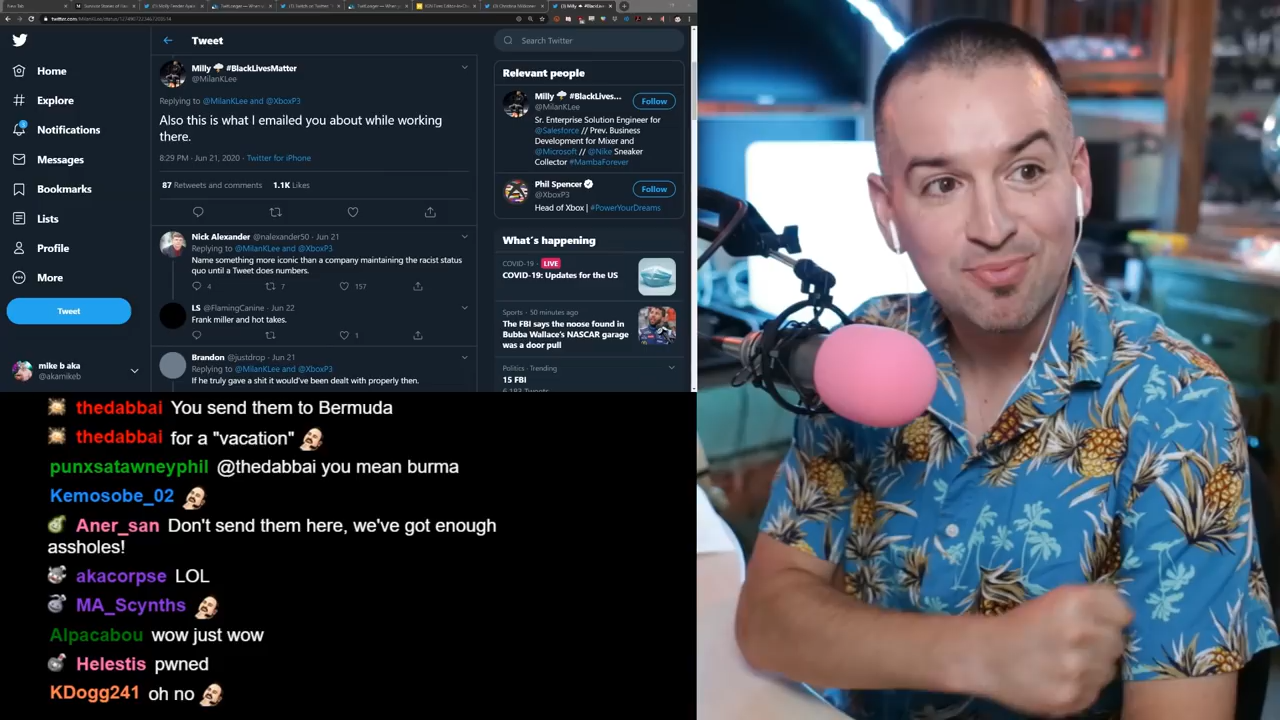 twitter.com/MilanKLee/status/
Home
Explore
Notifications
Messages
Bookmarks
Lists
Profile
More
Tweet
mike b aka
@akamikeb
Tweet
Milly #BlackLivesMatter
@MilanKLee
Replying to @MilanKLee and @XboxP3
Also this is what I emailed you about while working
there.
8:29 PM · Jun 21, 2020 · Twitter for iPhone
87 Retweets and comments 1.1K Likes
Nick Alexander @nalexander50 · Jun 21
Replying to @MilanKLee and @XboxP3
Name something more iconic than a company maintaining the racist status
quo until a Tweet does numbers.
4 7 157
LS @FlamingCanine · Jun 22
Frank miller and hot takes.
1
Brandon @justdrop · Jun 21
Replying to @MilanKLee and @XboxP3
If he truly gave a shit it would've been dealt with properly then.
Search Twitter
Relevant people
Milly #BlackLives...
@MilanKLee
Follow
Sr. Enterprise Solution Engineer for
@Salesforce // Prev. Business
Development for Mixer and
@Microsoft // @Nike Sneaker
Collector #MambaForever
Phil Spencer
@XboxP3
Follow
Head of Xbox | #PowerYourDreams
What's happening
COVID-19 · LIVE
COVID-19: Updates for the US
Sports · 50 minutes ago
The FBI says the noose found in
Bubba Wallace's NASCAR garage
was a door pull
Politics · Trending
15 FBI
thedabbai You send them to Bermuda
thedabbai for a "vacation"
punxsatawneyphil @thedabbai you mean burma
Kemosobe_02
Aner_san Don't send them here, we've got enough
assholes!
akacorpse LOL
MA_Scynths
Alpacabou wow just wow
Helestis pwned
KDogg241 oh no